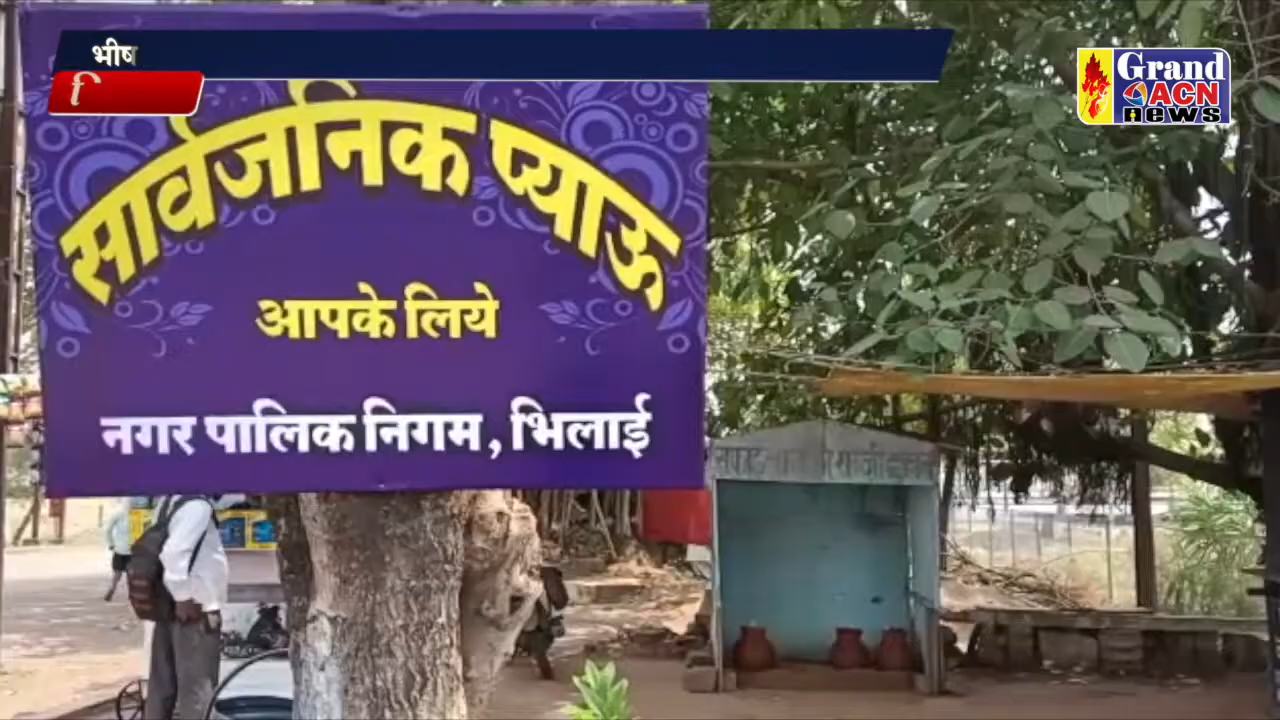 भीष
Grand
ACN
news
सार्वजनिक प्याऊ
आपके लिये
नगर पालिक निगम, भिलाई